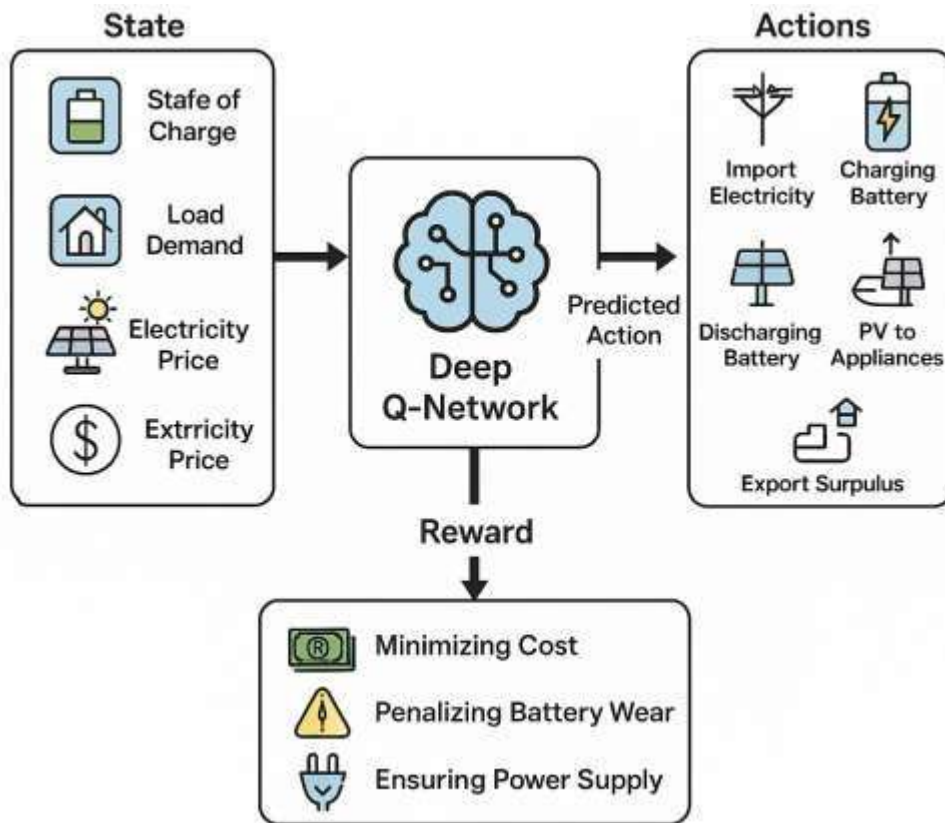 State
Stafe of
Charge
Load
Demand
Electricity
Price
Extrricity
Price
Deep
Q-Network
Predicted
Action
Actions
Import
Electricity
Charging
Battery
Discharging
Battery
PV to
Appliances
Export Surpulus
Reward
Minimizing Cost
Penalizing Battery Wear
Ensuring Power Supply